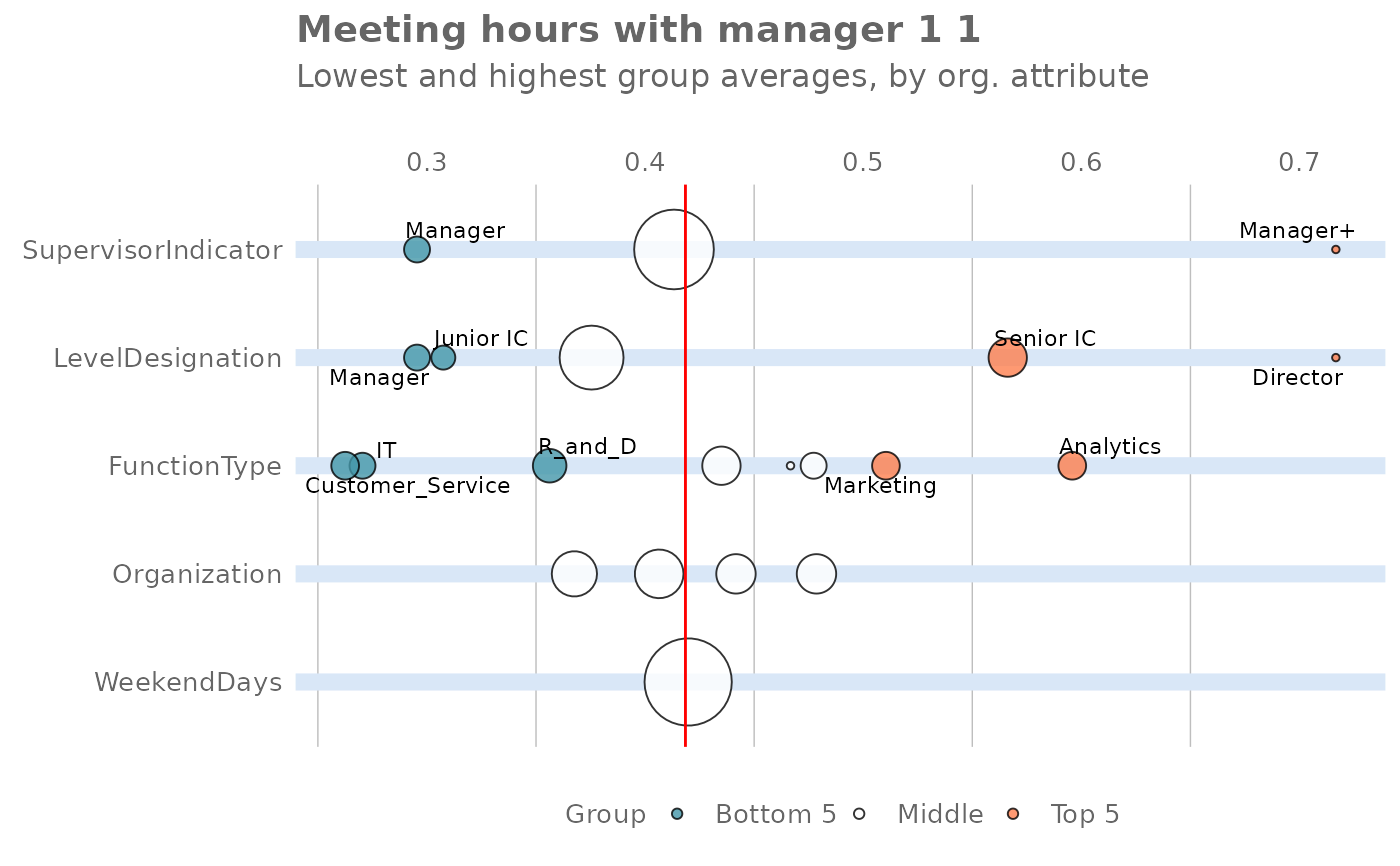 Meeting hours with manager 1 1
Lowest and highest group averages, by org. attribute
0.3 0.4 0.5 0.6 0.7
SupervisorIndicator
Manager
Manager+
LevelDesignation
Junior IC
Manager
Senior IC
Director
FunctionType
IT
Customer_Service
R_and_D
Marketing
Analytics
Organization
WeekendDays
Group Bottom 5 Middle Top 5